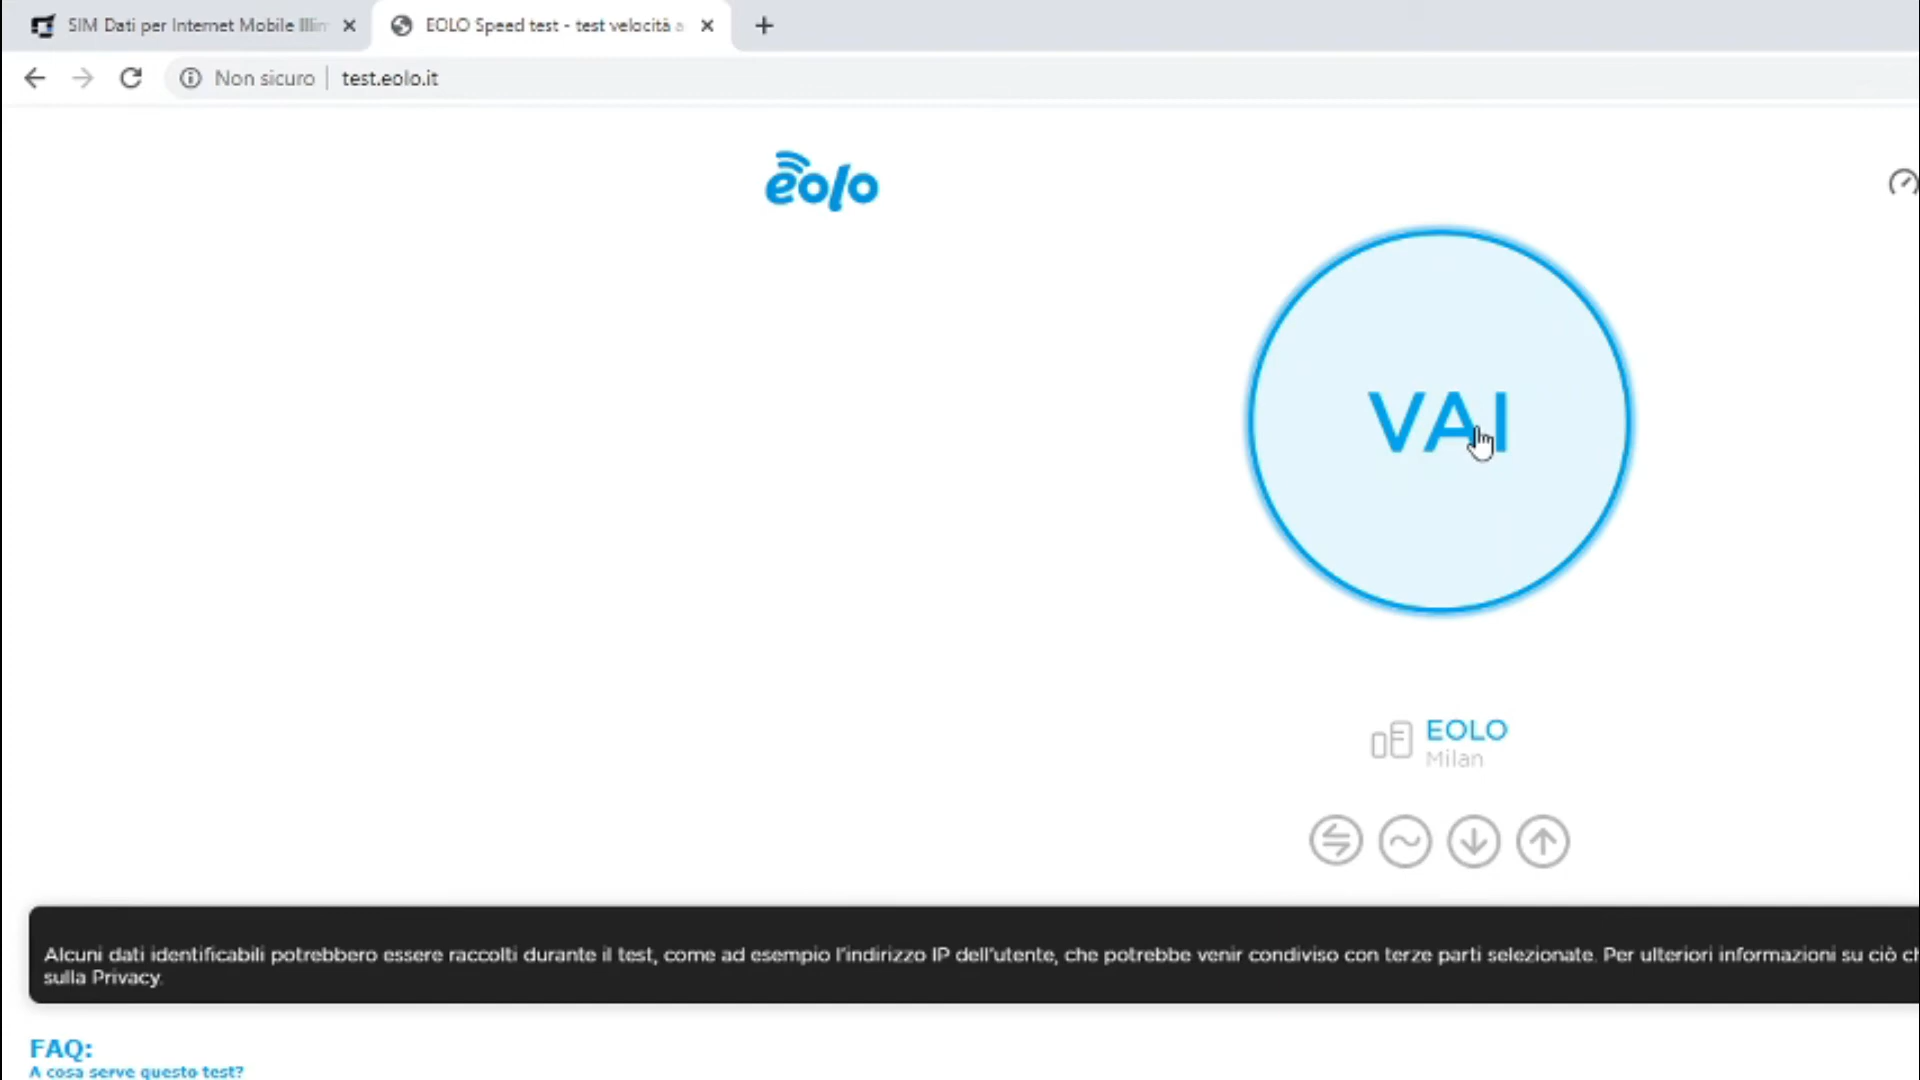 SIM Dati per Internet Mobile Illim
EOLO Speed test - test velocità a
Non sicuro
test.eolo.it
eolo
VAI
EOLO
Milan
Alcuni dati identificabili potrebbero essere raccolti durante il test, come ad esempio l'indirizzo IP dell'utente, che potrebbe venir condiviso con terze parti selezionate. Per ulteriori informazioni su ciò ch
sulla Privacy.
FAQ:
A cosa serve questo test?